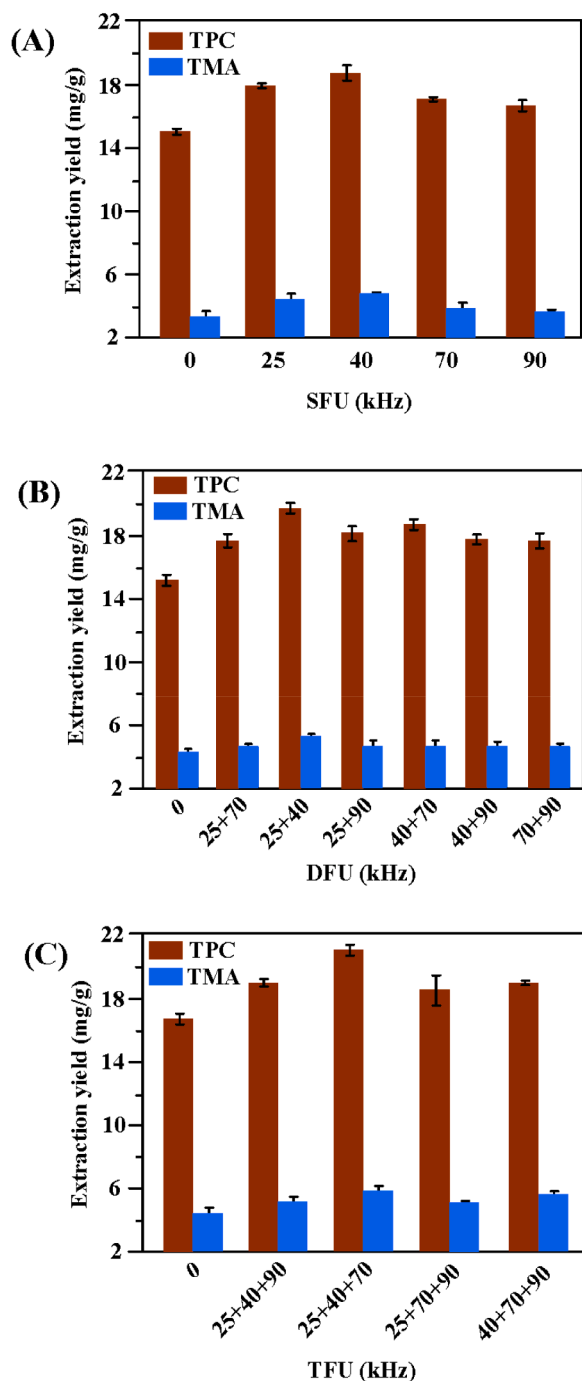 (A)
TPC
TMA
Extraction yield (mg/g)
22
18
14
10
6
2
0 25 40 70 90
SFU (kHz)
(B)
TPC
TMA
Extraction yield (mg/g)
22
18
14
10
6
2
0 25+70 25+40 25+90 40+70 40+90 70+90
DFU (kHz)
(C)
TPC
TMA
Extraction yield (mg/g)
22
18
14
10
6
2
0 25+40+90 25+40+70 25+70+90 40+70+90
TFU (kHz)